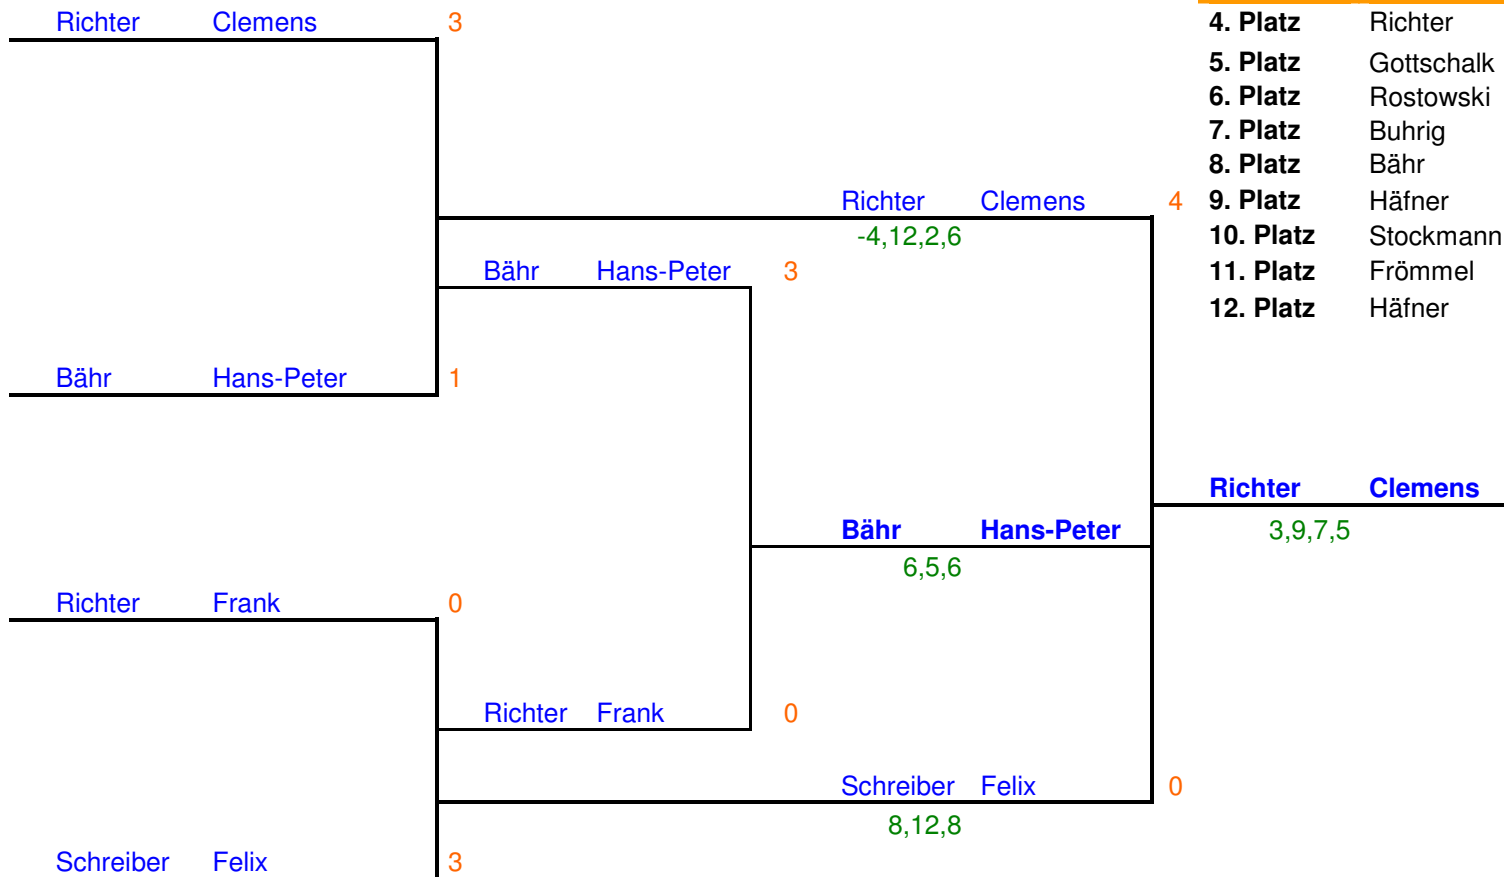 Richter Clemens 3
4. Platz Richter
5. Platz Gottschalk
6. Platz Rostowski
7. Platz Buhrig
8. Platz Bähr
Richter Clemens 4
9. Platz Häfner
-4,12,2,6
10. Platz Stockmann
Bähr Hans-Peter 3
11. Platz Frömmel
12. Platz Häfner
Bähr Hans-Peter 1
Richter Clemens
Bähr Hans-Peter
3,9,7,5
6,5,6
Richter Frank 0
Richter Frank 0
Schreiber Felix 0
8,12,8
Schreiber Felix 3